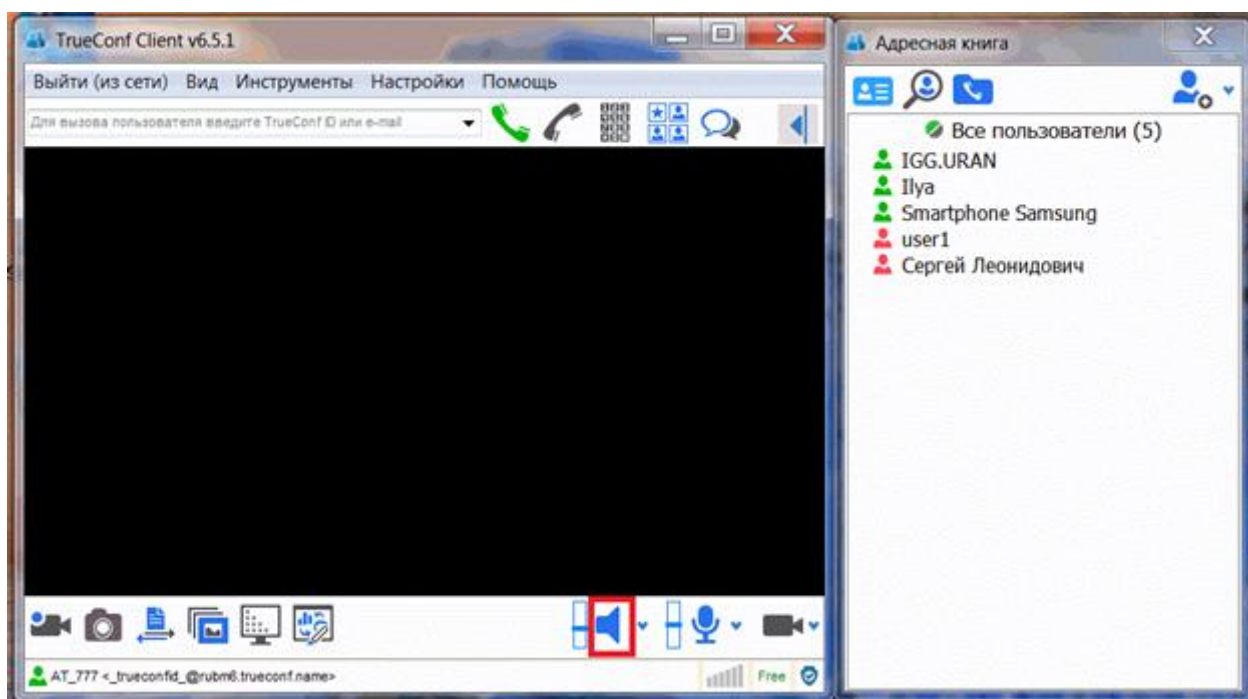 TrueConf Client v6.5.1
Выйти (из сети) Вид Инструменты Настройки Помощь
Для вызова пользователя введите TrueConf ID или e-mail
AT_777 <_trueconfid_@rubm6.trueconf.name>
Free
Адресная книга
Все пользователи (5)
IGG.URAN
Ilya
Smartphone Samsung
user1
Сергей Леонидович